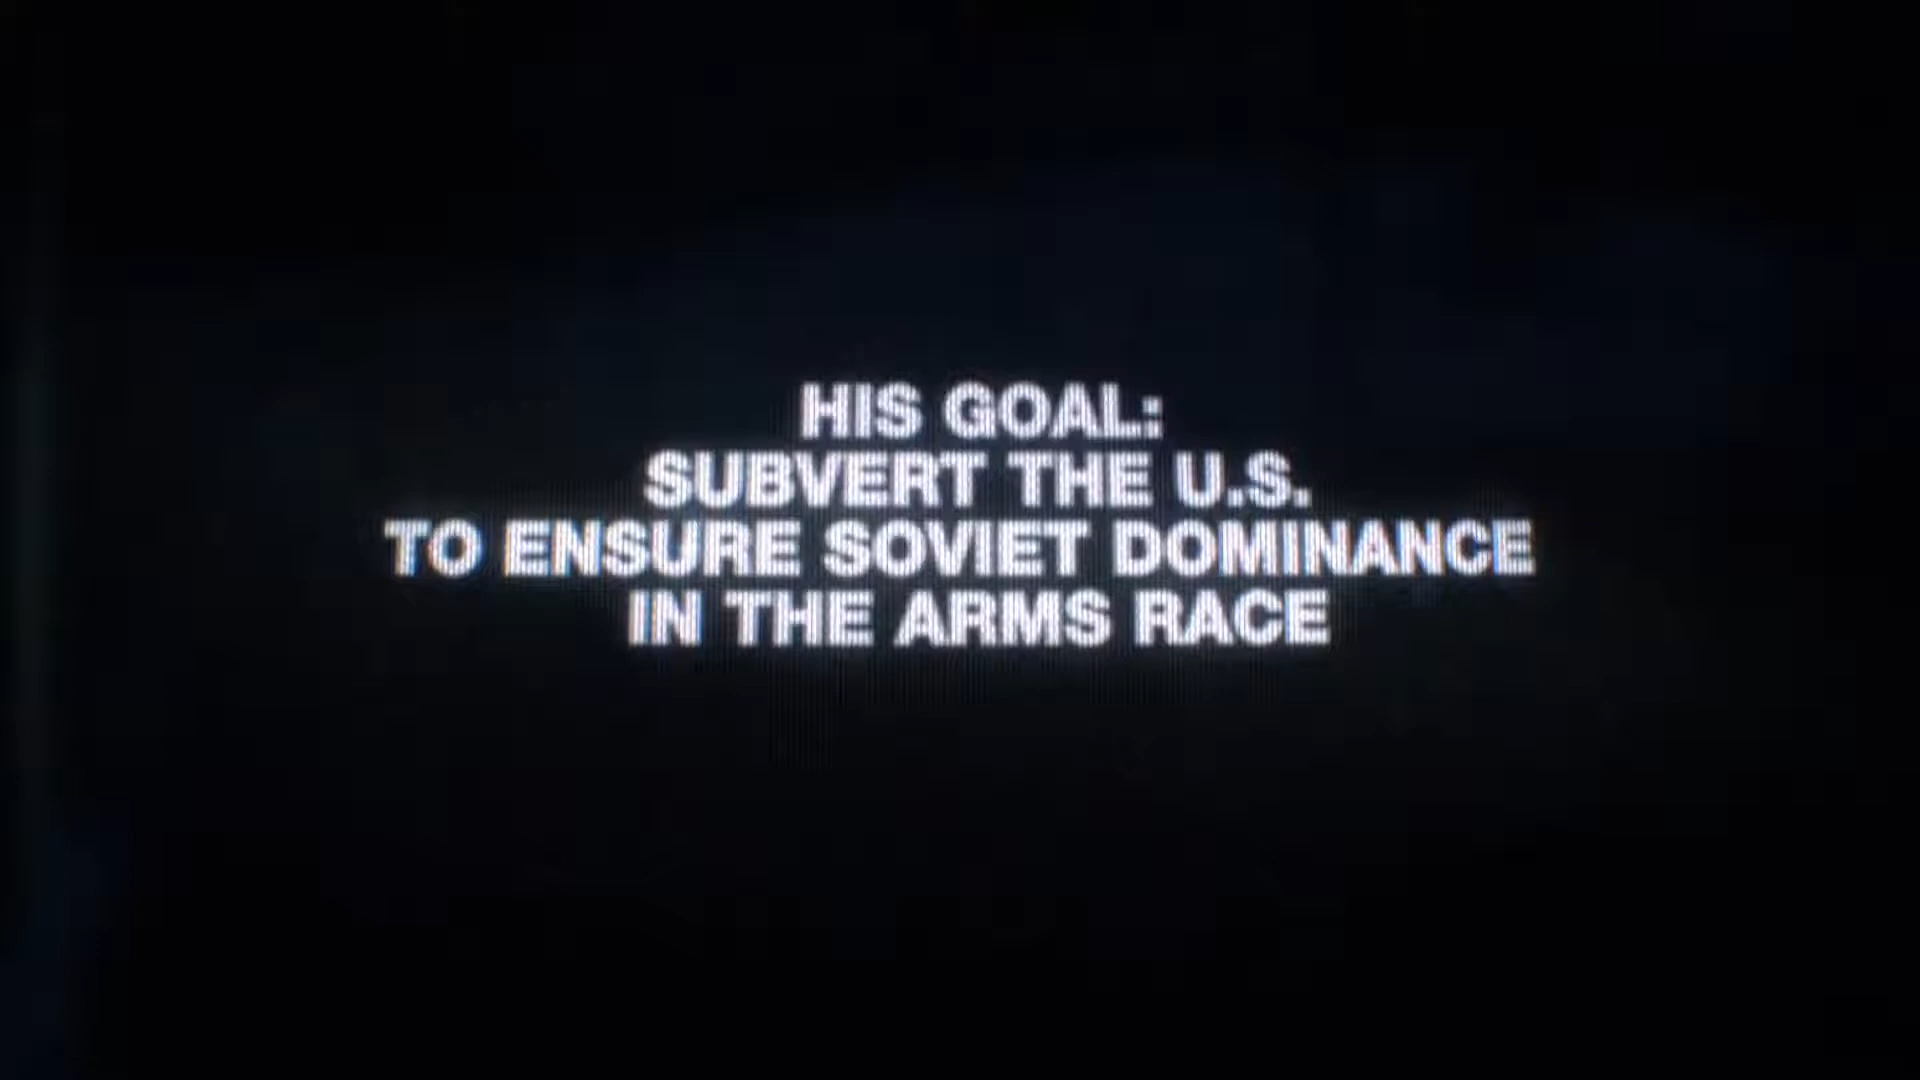 HIS GOAL:
SUBVERT THE U.S.
TO ENSURE SOVIET DOMINANCE
IN THE ARMS RACE